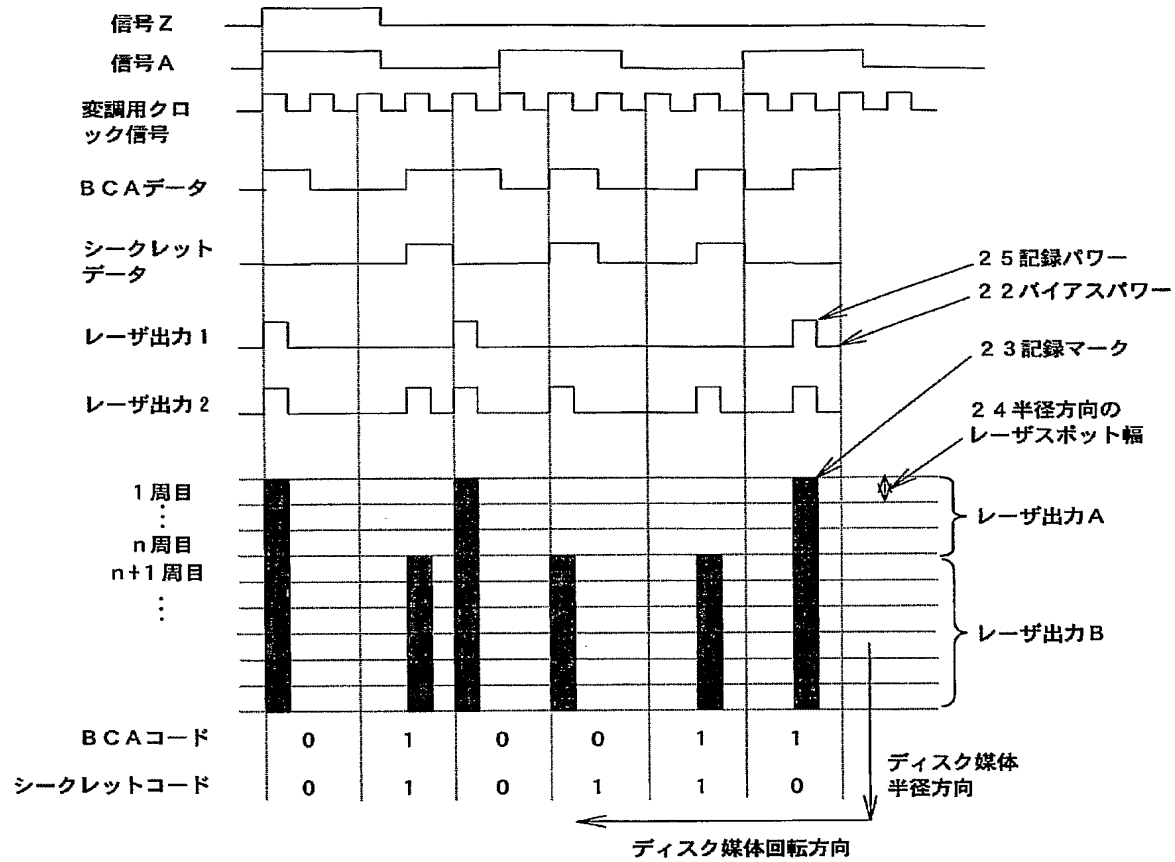 信号Z
信号A
変調用クロ
ック信号
BCAデータ
シークレット
データ
レーザ出力1
レーザ出力2
25記録パワー
22バイアスパワー
23記録マーク
24半径方向の
レーザスポット幅
1周目
⋮
n周目
n+1周目
⋮
レーザ出力A
レーザ出力B
BCAコード 0 1 0 0 1 1
シークレットコード 0 1 0 1 1 0
ディスク媒体
半径方向
ディスク媒体回転方向